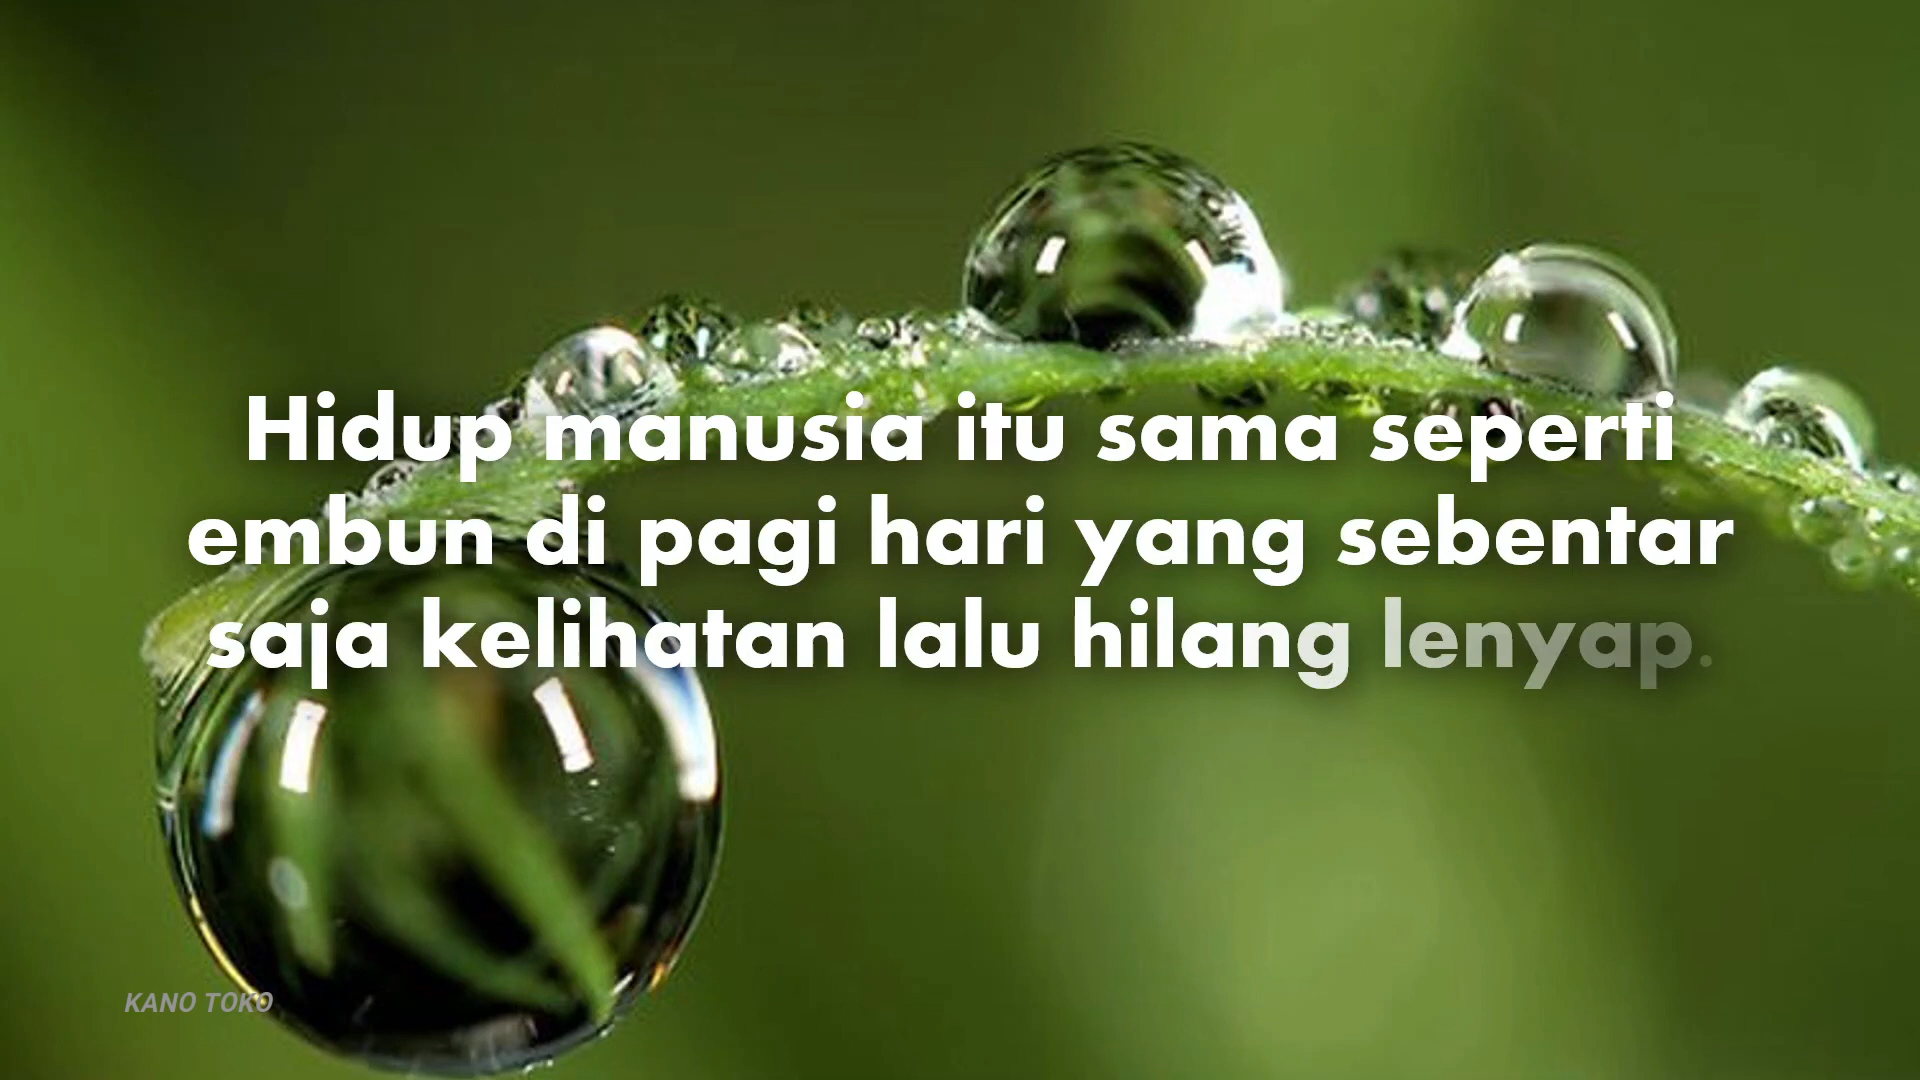 Hidup manusia itu sama seperti
embun di pagi hari yang sebentar
saja kelihatan lalu hilang lenyap.
KANO TOKO